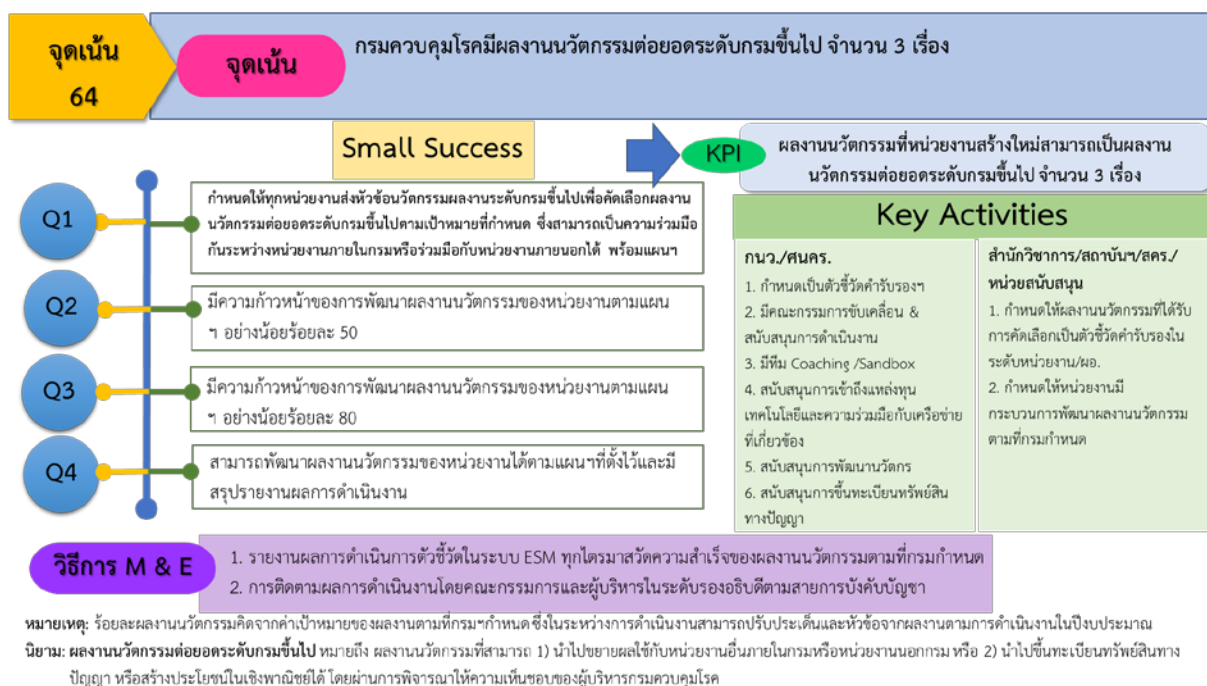 จุดเน้น
64
จุดเน้น
กรมควบคุมโรคมีผลงานนวัตกรรมต่อยอดระดับกรมขึ้นไป จำนวน 3 เรื่อง
Small Success
KPI
ผลงานนวัตกรรมที่หน่วยงานสร้างใหม่สามารถเป็นผลงาน
นวัตกรรมต่อยอดระดับกรมขึ้นไป จำนวน 3 เรื่อง
Q1
กำหนดให้ทุกหน่วยงานส่งหัวข้อนวัตกรรมผลงานระดับกรมขึ้นไปเพื่อคัดเลือกผลงาน
นวัตกรรมต่อยอดระดับกรมขึ้นไปตามเป้าหมายที่กำหนด ซึ่งสามารถเป็นความร่วมมือ
กันระหว่างหน่วยงานภายในกรมหรือร่วมมือกับหน่วยงานภายนอกได้ พร้อมแผนฯ
Q2
มีความก้าวหน้าของการพัฒนาผลงานนวัตกรรมของหน่วยงานตามแผน
ฯ อย่างน้อยร้อยละ 50
Q3
มีความก้าวหน้าของการพัฒนาผลงานนวัตกรรมของหน่วยงานตามแผน
ฯ อย่างน้อยร้อยละ 80
Q4
สามารถพัฒนาผลงานนวัตกรรมของหน่วยงานได้ตามแผนฯที่ตั้งไว้และมี
สรุปรายงานผลการดำเนินงาน
Key Activities
กนว./ศนคร.
1. กำหนดเป็นตัวชี้วัดคำรับรองฯ
2. มีคณะกรรมการขับเคลื่อน &
สนับสนุนการดำเนินงาน
3. มีทีม Coaching /Sandbox
4. สนับสนุนการเข้าถึงแหล่งทุน
เทคโนโลยีและความร่วมมือกับเครือข่าย
ที่เกี่ยวข้อง
5. สนับสนุนการพัฒนานวัตกร
6. สนับสนุนการขึ้นทะเบียนทรัพย์สิน
ทางปัญญา
สำนักวิชาการ/สถาบันฯ/สคร./
หน่วยสนับสนุน
1. กำหนดให้ผลงานนวัตกรรมที่ได้รับ
การคัดเลือกเป็นตัวชี้วัดคำรับรองใน
ระดับหน่วยงาน/ผอ.
2. กำหนดให้หน่วยงานมี
กระบวนการพัฒนาผลงานนวัตกรรม
ตามที่กรมกำหนด
วิธีการ M & E
1. รายงานผลการดำเนินการตัวชี้วัดในระบบ ESM ทุกไตรมาสวัดความสำเร็จของผลงานนวัตกรรมตามที่กรมกำหนด
2. การติดตามผลการดำเนินงานโดยคณะกรรมการและผู้บริหารในระดับรองอธิบดีตามสายการบังคับบัญชา
หมายเหตุ: ร้อยละผลงานนวัตกรรมคิดจากค่าเป้าหมายของผลงานตามที่กรมฯกำหนด ซึ่งในระหว่างการดำเนินงานสามารถปรับประเด็นและหัวข้อจากผลงานตามการดำเนินงานในปีงบประมาณ
นิยาม: ผลงานนวัตกรรมต่อยอดระดับกรมขึ้นไป หมายถึง ผลงานนวัตกรรมที่สามารถ 1) นำไปขยายผลใช้กับหน่วยงานอื่นภายในกรมหรือหน่วยงานนอกกรม หรือ 2) นำไปขึ้นทะเบียนทรัพย์สินทาง
ปัญญา หรือสร้างประโยชน์ในเชิงพาณิชย์ได้ โดยผ่านการพิจารณาให้ความเห็นชอบของผู้บริหารกรมควบคุมโรค